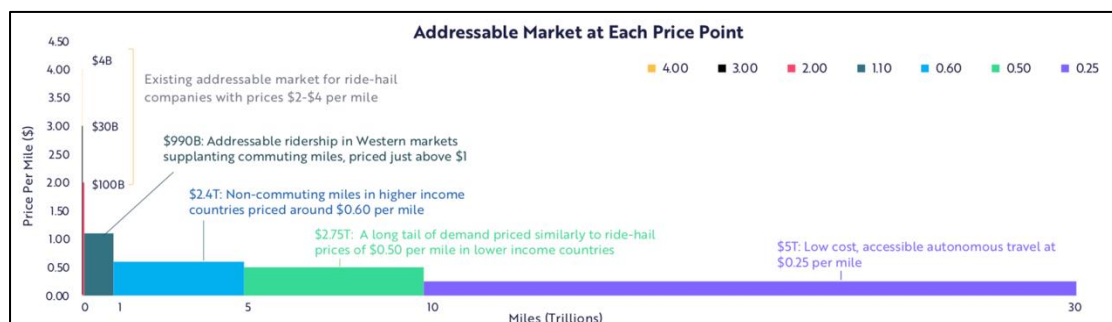 Addressable Market at Each Price Point
4.50
4.00
3.50
3.00
2.50
2.00
1.50
1.00
0.50
0.00
Price Per Mile ($)
$4B
$30B
$100B
Existing addressable market for ride-hail
companies with prices $2-$4 per mile
4.00 3.00 2.00 1.10 0.60 0.50 0.25
$990B: Addressable ridership in Western markets
supplanting commuting miles, priced just above $1
$2.4T: Non-commuting miles in higher income
countries priced around $0.60 per mile
$2.75T: A long tail of demand priced similarly to ride-hail
prices of $0.50 per mile in lower income countries
$5T: Low cost, accessible autonomous travel at
$0.25 per mile
0 1 5 10 30
Miles (Trillions)